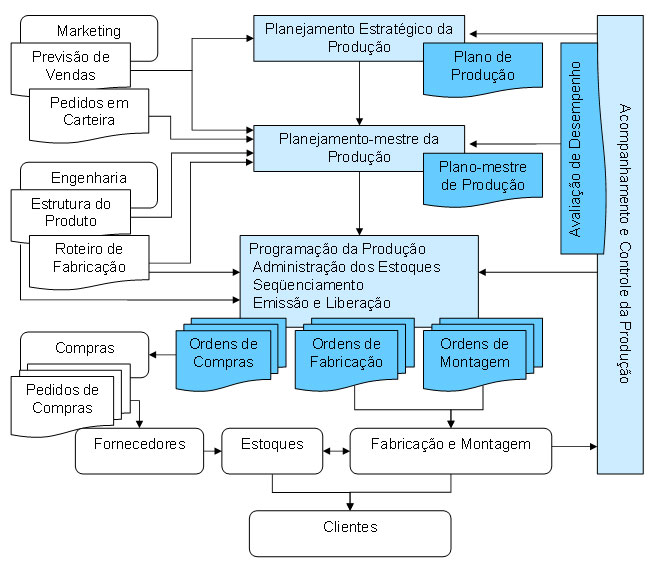 Marketing
Previsão de
Vendas
Pedidos em
Carteira
Planejamento Estratégico da
Produção
Plano de
Produção
Planejamento-mestre da
Produção
Plano-mestre
de Produção
Avaliação de Desempenho
Acompanhamento e Controle da Produção
Engenharia
Estrutura do
Produto
Roteiro de
Fabricação
Programação da Produção
Administração dos Estoques
Seqüenciamento
Emissão e Liberação
Ordens de
Compras
Ordens de
Fabricação
Ordens de
Montagem
Compras
Pedidos de
Compras
Fornecedores
Estoques
Fabricação e Montagem
Clientes